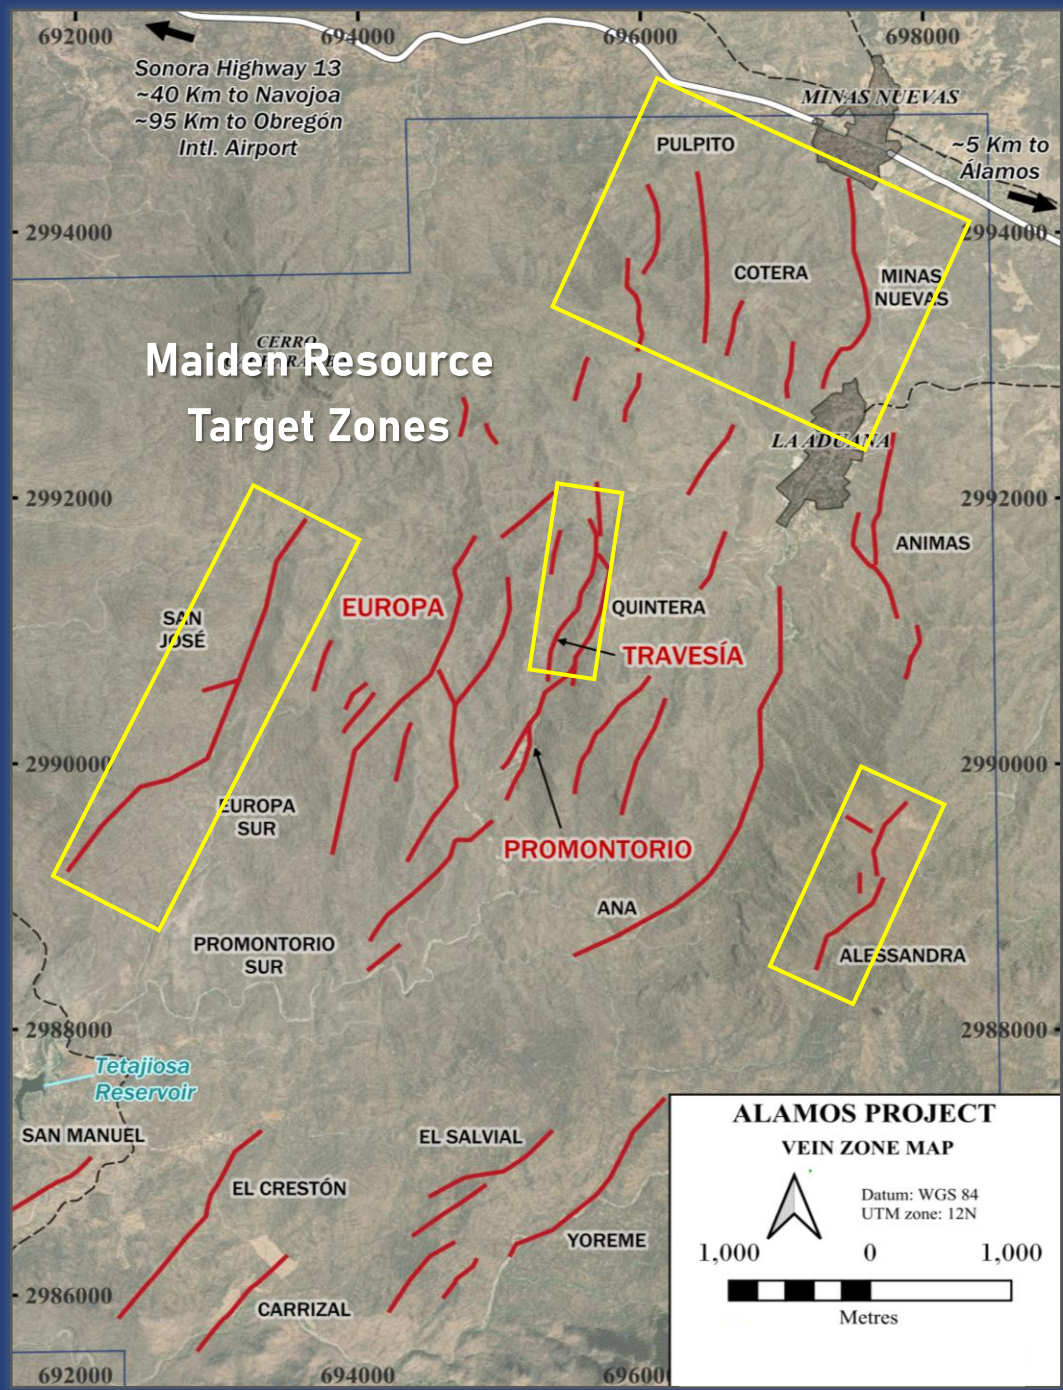 692000
694000
696000
698000
Sonora Highway 13
~40 Km to Navojoa
~95 Km to Obregón
Intl. Airport
MINAS NUEVAS
~5 Km to
Álamos
PULPITO
2994000
2994000
COTERA
MINAS
NUEVAS
CERRO
Maiden Resource
Target Zones
LA ADUANA
2992000
2992000
ANIMAS
SAN
JOSÉ
EUROPA
QUINTERA
TRAVESÍA
2990000
2990000
EUROPA
SUR
PROMONTORIO
ANA
PROMONTORIO
SUR
ALESSANDRA
2988000
2988000
Tetajiosa
Reservoir
SAN MANUEL
EL SALVIAL
EL CRESTÓN
YOREME
2986000
CARRIZAL
692000
694000
696000
ALAMOS PROJECT
VEIN ZONE MAP
Datum: WGS 84
UTM zone: 12N
1,000 0 1,000
Metres